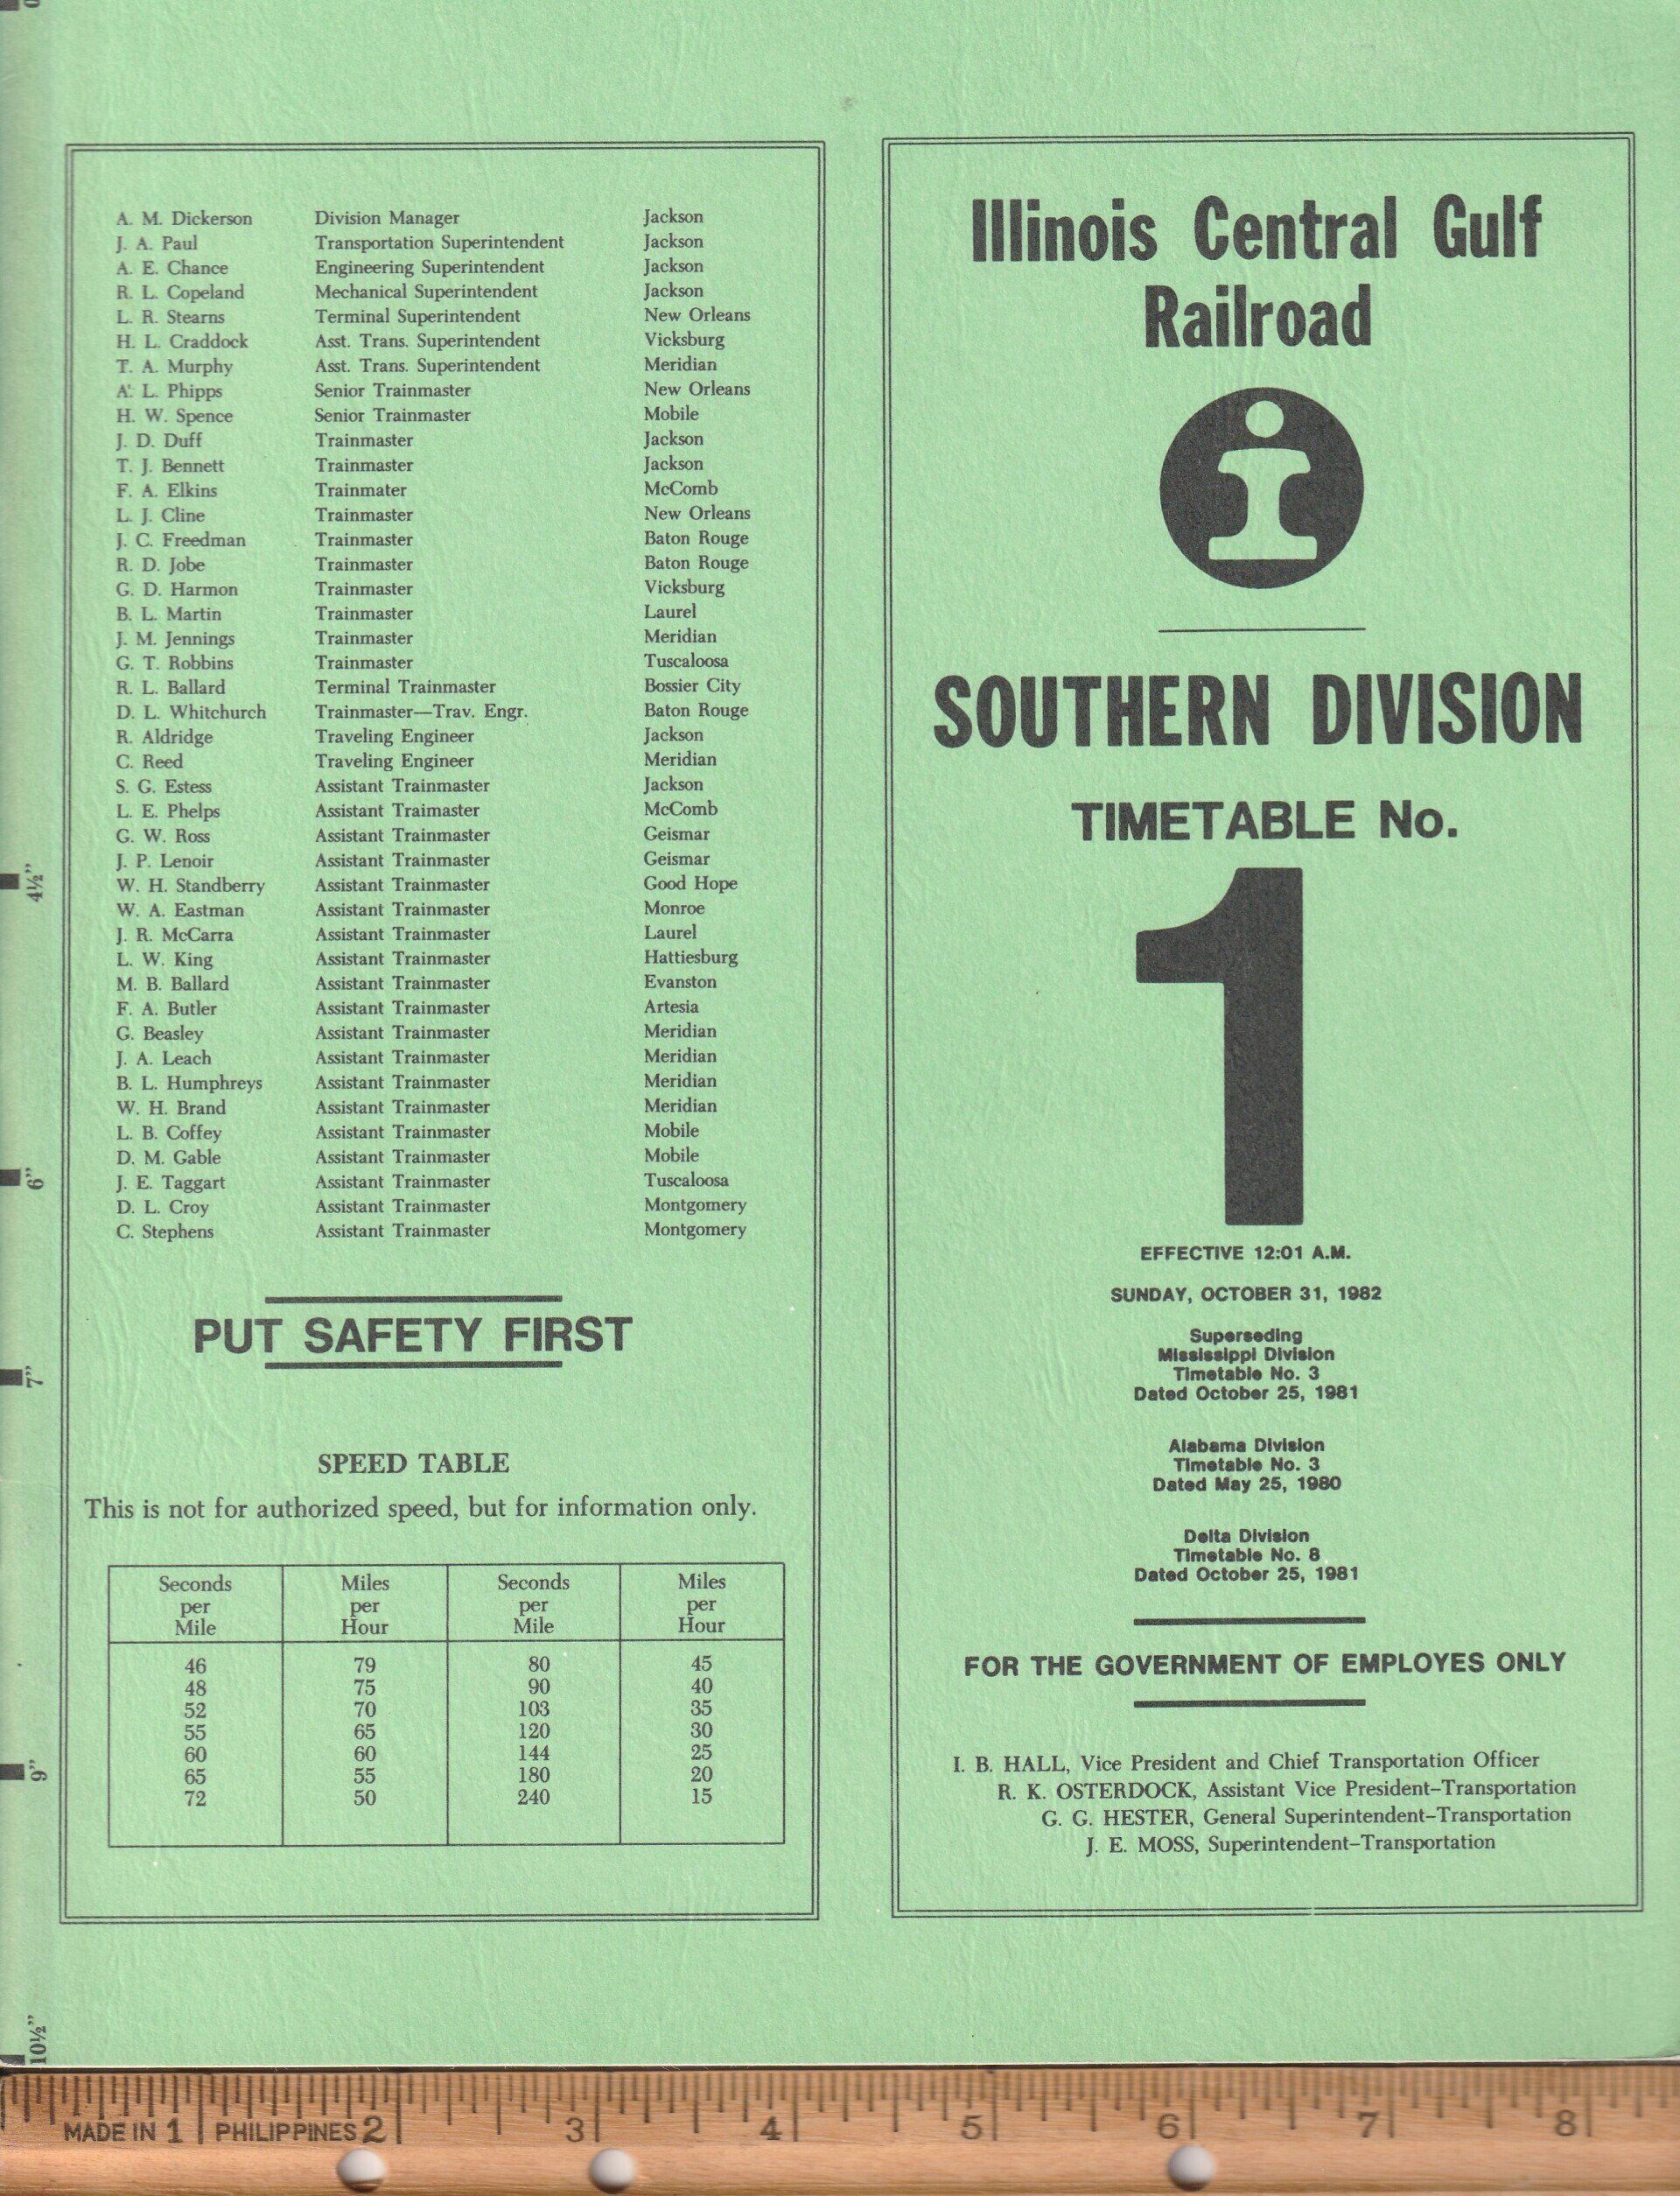 A. M. Dickerson Division Manager Jackson
J. A. Paul Transportation Superintendent Jackson
A. E. Chance Engineering Superintendent Jackson
R. L. Copeland Mechanical Superintendent Jackson
L. R. Stearns Terminal Superintendent New Orleans
H. L. Craddock Asst. Trans. Superintendent Vicksburg
T. A. Murphy Asst. Trans. Superintendent Meridian
A. L. Phipps Senior Trainmaster New Orleans
H. W. Spence Senior Trainmaster Mobile
J. D. Duff Trainmaster Jackson
T. J. Bennett Trainmaster Jackson
F. A. Elkins Trainmater McComb
L. J. Cline Trainmaster New Orleans
J. C. Freedman Trainmaster Baton Rouge
R. D. Jobe Trainmaster Baton Rouge
G. D. Harmon Trainmaster Vicksburg
B. L. Martin Trainmaster Laurel
J. M. Jennings Trainmaster Meridian
G. T. Robbins Trainmaster Tuscaloosa
R. L. Ballard Terminal Trainmaster Bossier City
D. L. Whitchurch Trainmaster—Trav. Engr. Baton Rouge
R. Aldridge Traveling Engineer Jackson
C. Reed Traveling Engineer Meridian
S. G. Estess Assistant Trainmaster Jackson
L. E. Phelps Assistant Traimaster McComb
G. W. Ross Assistant Trainmaster Geismar
J. P. Lenoir Assistant Trainmaster Geismar
W. H. Standberry Assistant Trainmaster Good Hope
W. A. Eastman Assistant Trainmaster Monroe
J. R. McCarra Assistant Trainmaster Laurel
L. W. King Assistant Trainmaster Hattiesburg
M. B. Ballard Assistant Trainmaster Evanston
F. A. Butler Assistant Trainmaster Artesia
G. Beasley Assistant Trainmaster Meridian
J. A. Leach Assistant Trainmaster Meridian
B. L. Humphreys Assistant Trainmaster Meridian
W. H. Brand Assistant Trainmaster Meridian
L. B. Coffey Assistant Trainmaster Mobile
D. M. Gable Assistant Trainmaster Mobile
J. E. Taggart Assistant Trainmaster Tuscaloosa
D. L. Croy Assistant Trainmaster Montgomery
C. Stephens Assistant Trainmaster Montgomery
PUT SAFETY FIRST
SPEED TABLE
This is not for authorized speed, but for information only.
Seconds Miles Seconds Miles
per per per per
Mile Hour Mile Hour
46 79 80 45
48 75 90 40
52 70 103 35
55 65 120 30
60 60 144 25
65 55 180 20
72 50 240 15
Illinois Central Gulf
Railroad
i
SOUTHERN DIVISION
TIMETABLE No.
1
EFFECTIVE 12:01 A.M.
SUNDAY, OCTOBER 31, 1982
Superseding
Mississippi Division
Timetable No. 3
Dated October 25, 1981
Alabama Division
Timetable No. 3
Dated May 25, 1980
Delta Division
Timetable No. 8
Dated October 25, 1981
FOR THE GOVERNMENT OF EMPLOYES ONLY
I. B. HALL, Vice President and Chief Transportation Officer
R. K. OSTERDOCK, Assistant Vice President–Transportation
G. G. HESTER, General Superintendent–Transportation
J. E. MOSS, Superintendent–Transportation
4½"
6"
7"
9"
10½"
MADE IN 1 PHILIPPINES 2 3 4 5 6 7 8